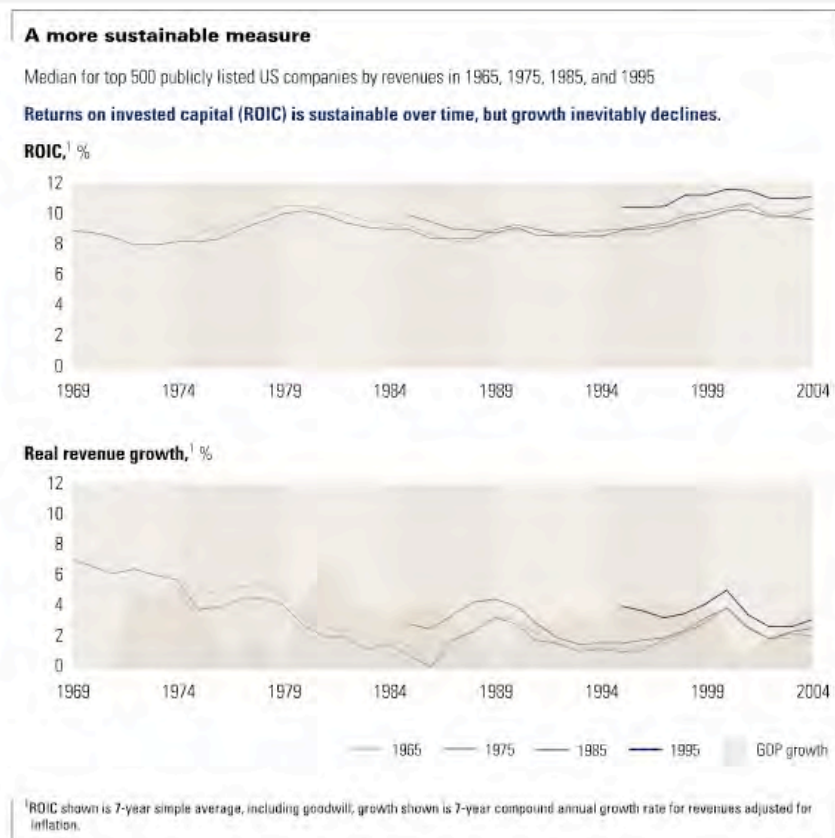 A more sustainable measure
Median for top 500 publicly listed US companies by revenues in 1965, 1975, 1985, and 1995
Returns on invested capital (ROIC) is sustainable over time, but growth inevitably declines.
ROIC,¹ %
12
10
8
6
4
2
0
1969 1974 1979 1984 1989 1994 1999 2004
Real revenue growth,¹ %
12
10
8
6
4
2
0
1969 1974 1979 1984 1989 1994 1999 2004
1965 1975 1985 1995 GDP growth
¹ROIC shown is 7-year simple average, including goodwill; growth shown is 7-year compound annual growth rate for revenues adjusted for
inflation.